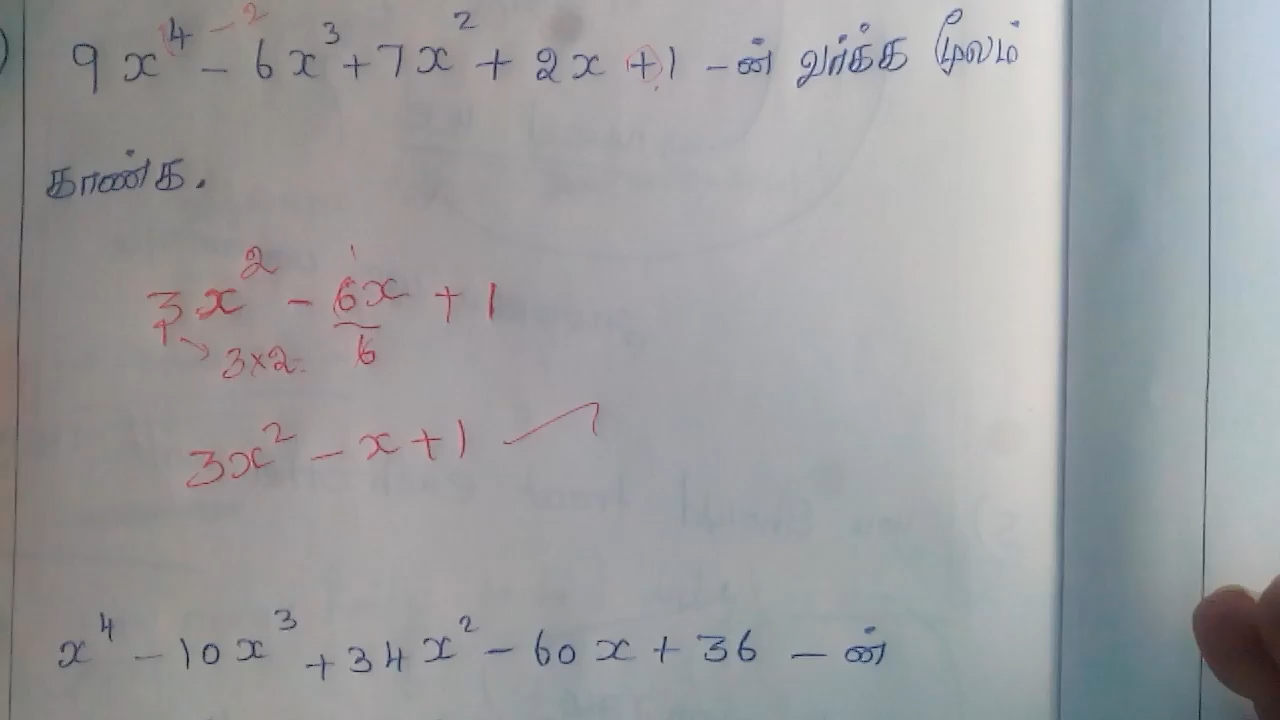 9x⁴ - 6x³ + 7x² + 2x + 1 - ன் வர்க்க மூலம்
காண்க.
3x² - 6x/6 + 1
3×2
3x² - x + 1
x⁴ - 10x³ + 34x² - 60x + 36 - ன்